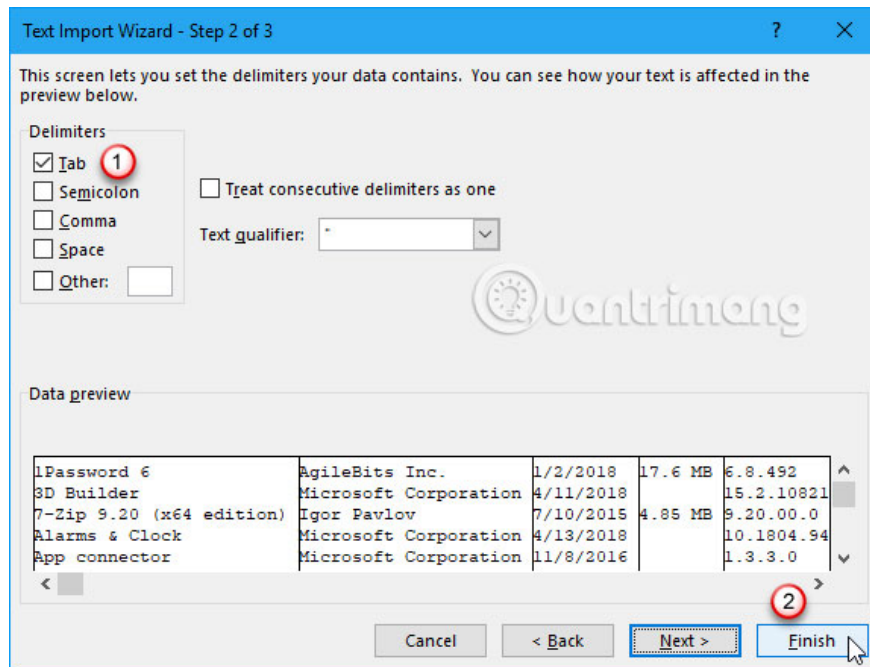 Text Import Wizard - Step 2 of 3 ?
This screen lets you set the delimiters your data contains. You can see how your text is affected in the
preview below.
Delimiters
Tab 1
Semicolon
Treat consecutive delimiters as one
Comma
Text qualifier: "
Space
Other:
Quantrimang
Data preview
1Password 6 AgileBits Inc. 1/2/2018 17.6 MB 6.8.492
3D Builder Microsoft Corporation 4/11/2018 15.2.10821
7-Zip 9.20 (x64 edition) Igor Pavlov 7/10/2015 4.85 MB 9.20.00.0
Alarms & Clock Microsoft Corporation 4/13/2018 10.1804.94
App connector Microsoft Corporation 11/8/2016 1.3.3.0
2
Cancel < Back Next > Finish